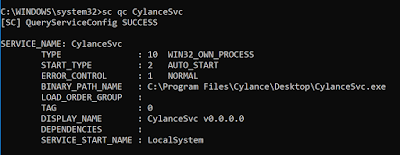 C:\WINDOWS\system32>sc qc CylanceSvc
[SC] QueryServiceConfig SUCCESS
SERVICE_NAME: CylanceSvc
TYPE : 10 WIN32_OWN_PROCESS
START_TYPE : 2 AUTO_START
ERROR_CONTROL : 1 NORMAL
BINARY_PATH_NAME : C:\Program Files\Cylance\Desktop\CylanceSvc.exe
LOAD_ORDER_GROUP :
TAG : 0
DISPLAY_NAME : CylanceSvc v0.0.0.0
DEPENDENCIES :
SERVICE_START_NAME : LocalSystem